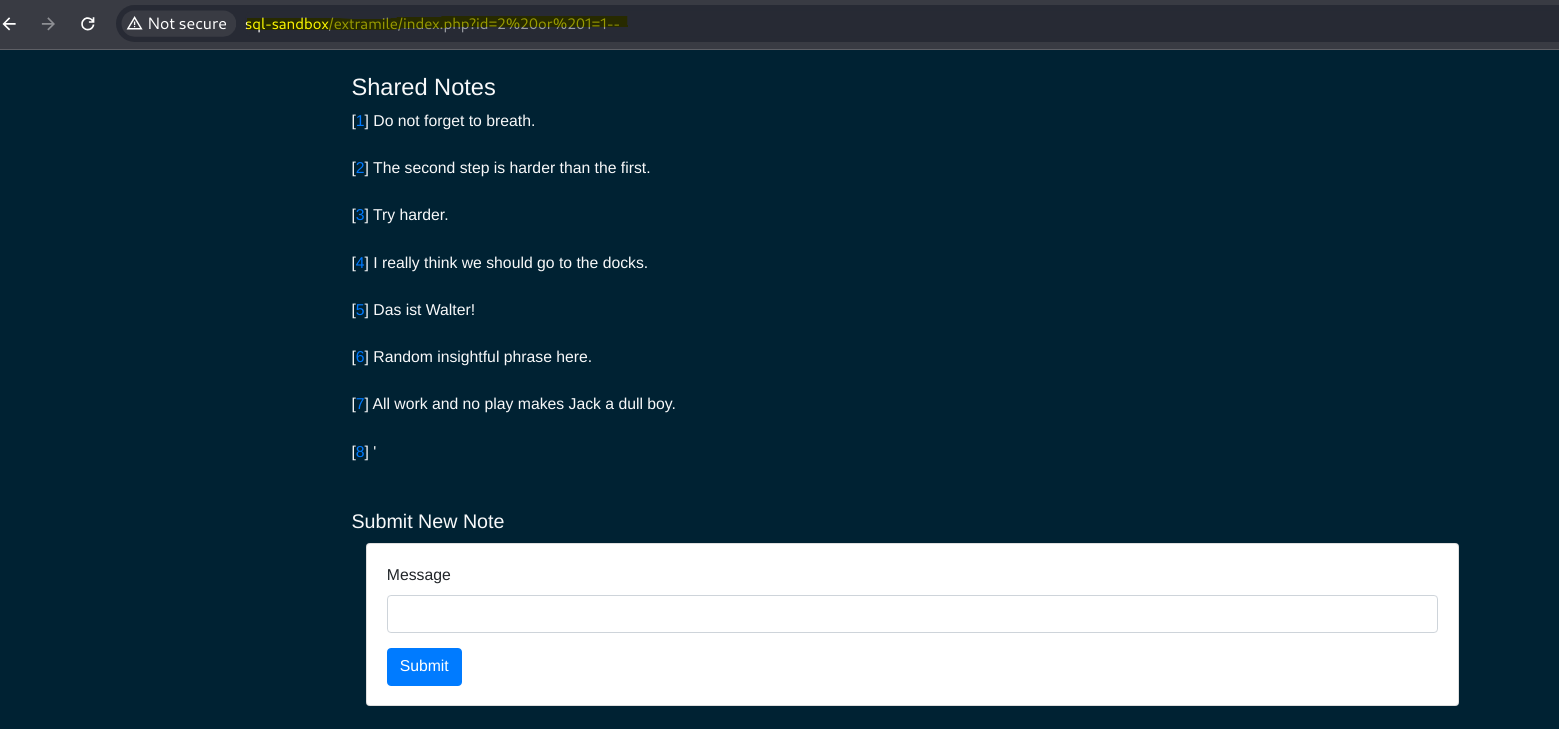 Not secure sql-sandbox/extramile/index.php?id=2%20or%201=1--
Shared Notes
[1] Do not forget to breath.
[2] The second step is harder than the first.
[3] Try harder.
[4] I really think we should go to the docks.
[5] Das ist Walter!
[6] Random insightful phrase here.
[7] All work and no play makes Jack a dull boy.
[8] '
Submit New Note
Message
Submit